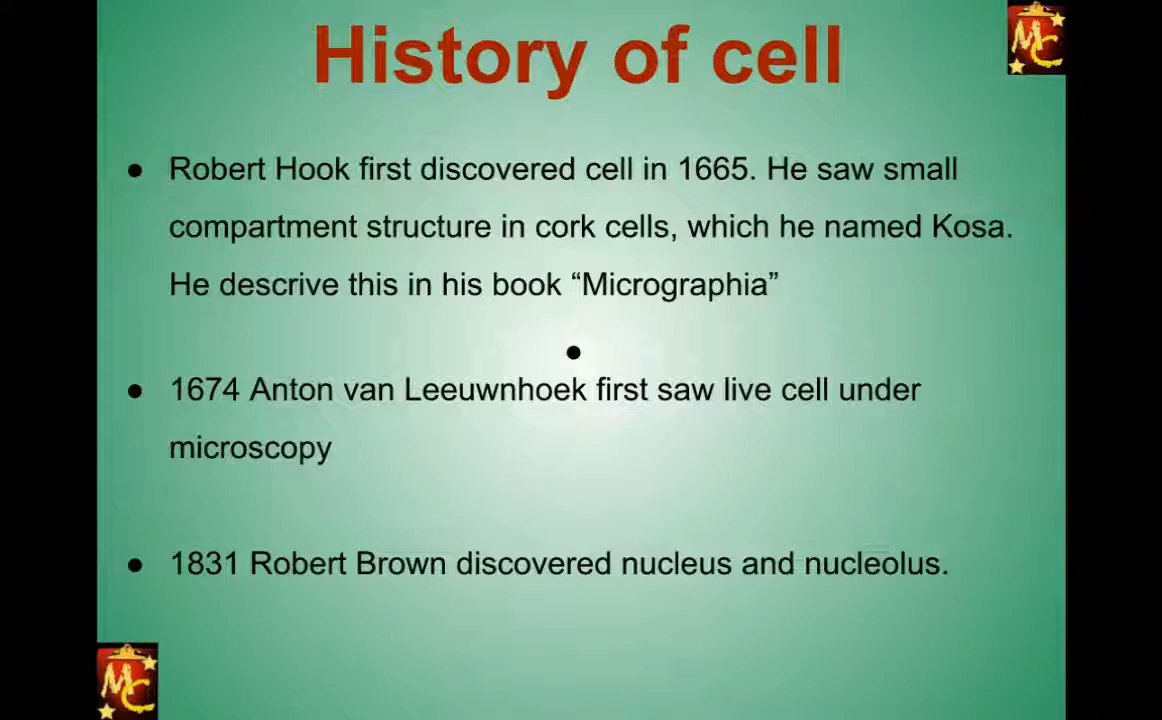 History of cell
MC
● Robert Hook first discovered cell in 1665. He saw small
compartment structure in cork cells, which he named Kosa.
He descrive this in his book “Micrographia”
●
● 1674 Anton van Leeuwnhoek first saw live cell under
microscopy
● 1831 Robert Brown discovered nucleus and nucleolus.
MC